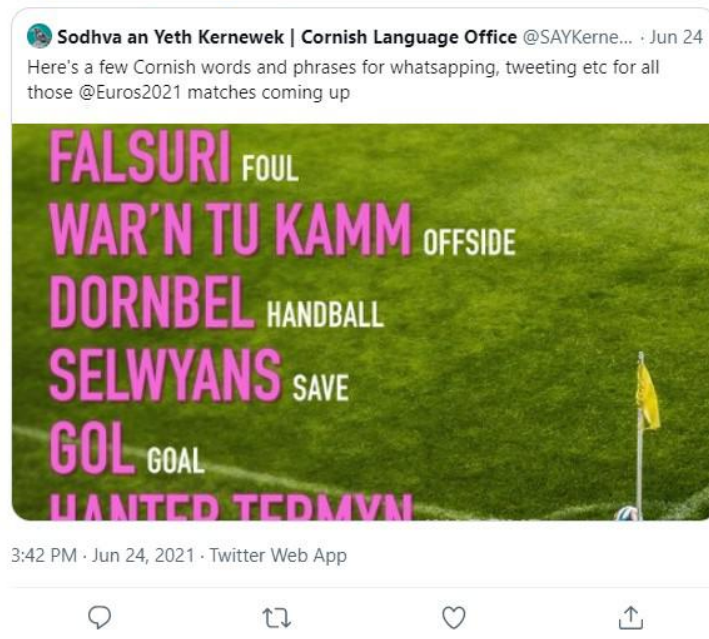 Sodhva an Yeth Kernewek | Cornish Language Office @SAYKerne... · Jun 24
Here's a few Cornish words and phrases for whatsapping, tweeting etc for all
those @Euros2021 matches coming up
FALSURI FOUL
WAR'N TU KAMM OFFSIDE
DORNBEL HANDBALL
SELWYANS SAVE
GOL GOAL
HANTER TERMYN
3:42 PM · Jun 24, 2021 · Twitter Web App